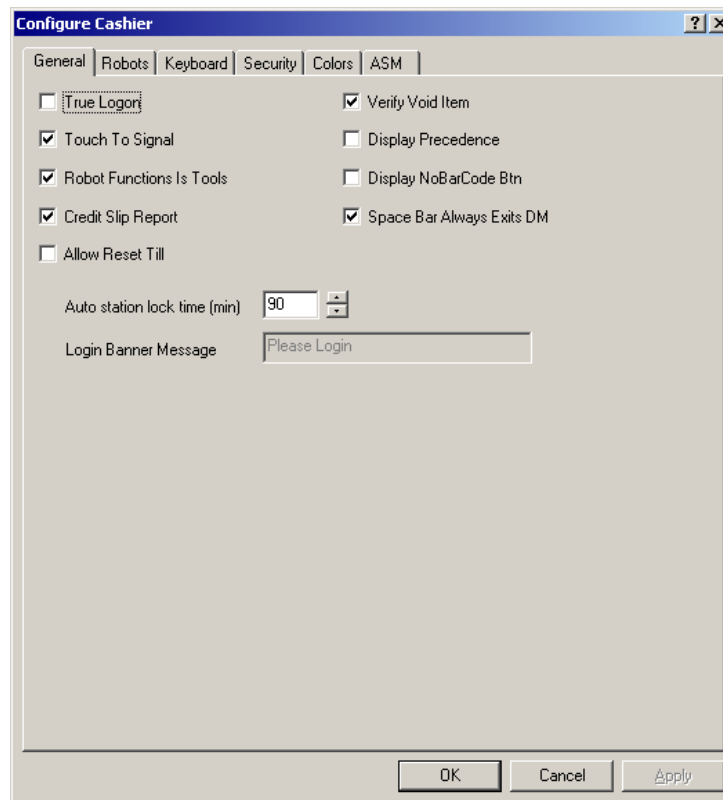 Configure Cashier
General Robots Keyboard Security Colors ASM
True Logon Verify Void Item
Touch To Signal Display Precedence
Robot Functions Is Tools Display NoBarCode Btn
Credit Slip Report Space Bar Always Exits DM
Allow Reset Till
Auto station lock time (min) 90
Login Banner Message Please Login
OK Cancel Apply